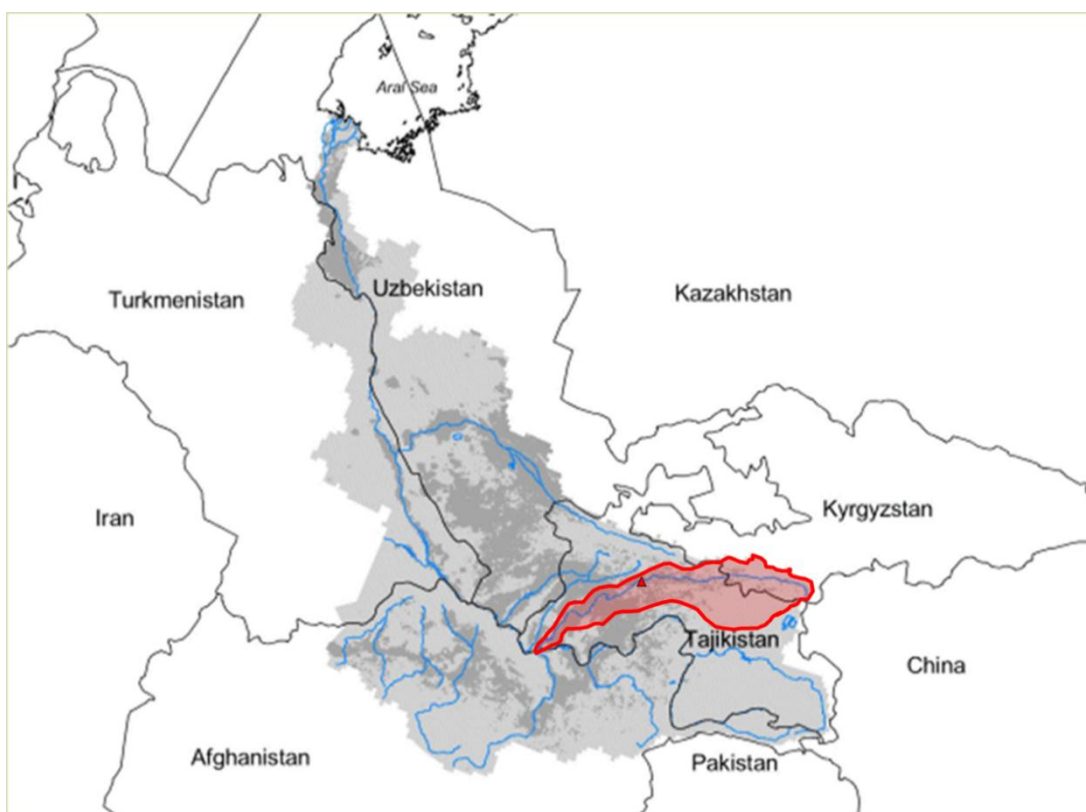 Aral Sea
Uzbekistan
Turkmenistan
Kazakhstan
Iran
Kyrgyzstan
Tajikistan
China
Afghanistan
Pakistan